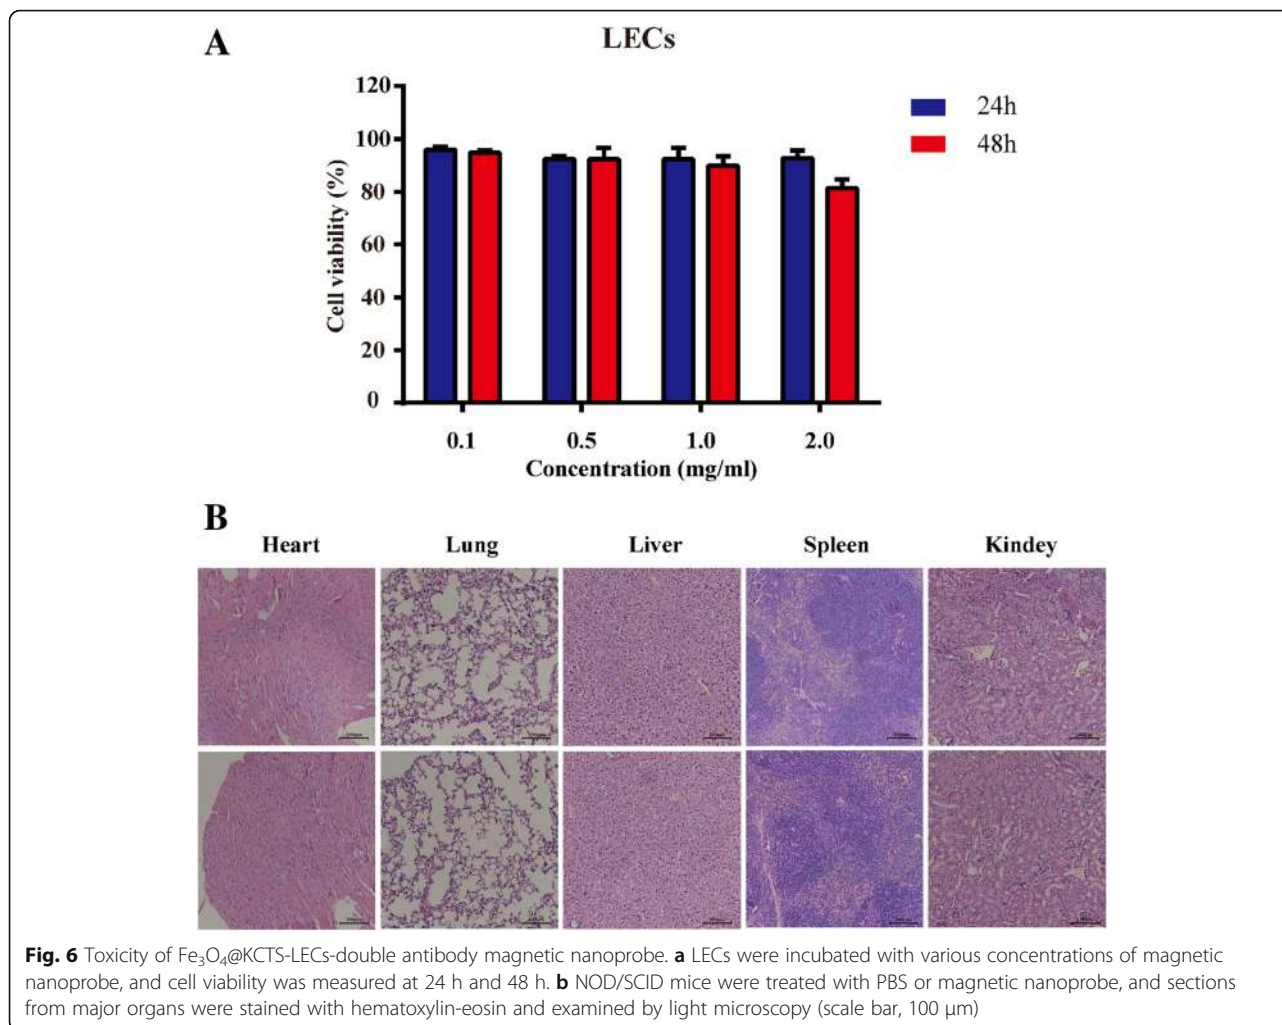 A
LECs
120
100
80
60
40
20
0
Cell viability (%)
24h
48h
0.1 0.5 1.0 2.0
Concentration (mg/ml)
B
Heart Lung Liver Spleen Kindey
Fig. 6 Toxicity of Fe₃O₄@KCTS-LECs-double antibody magnetic nanoprobe. a LECs were incubated with various concentrations of magnetic
nanoprobe, and cell viability was measured at 24 h and 48 h. b NOD/SCID mice were treated with PBS or magnetic nanoprobe, and sections
from major organs were stained with hematoxylin-eosin and examined by light microscopy (scale bar, 100 μm)